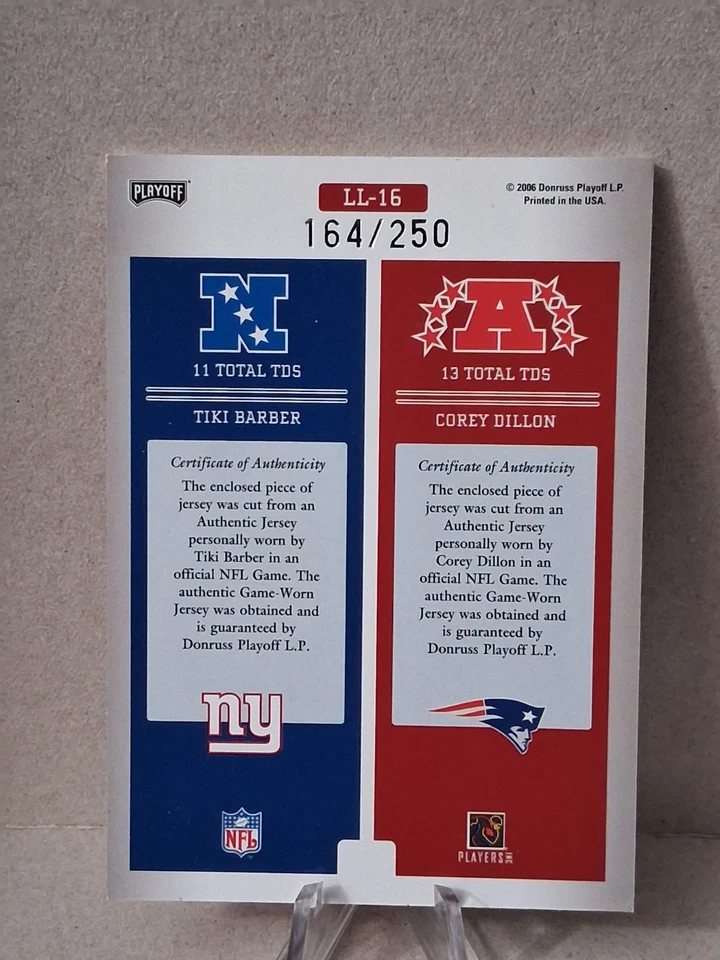 PLAYOFF
LL-16
© 2006 Donruss Playoff L.P.
Printed in the USA.
164/250
N
11 TOTAL TDS
TIKI BARBER
Certificate of Authenticity
The enclosed piece of
jersey was cut from an
Authentic Jersey
personally worn by
Tiki Barber in an
official NFL Game. The
authentic Game-Worn
Jersey was obtained and
is guaranteed by
Donruss Playoff L.P.
ny
NFL
A
13 TOTAL TDS
COREY DILLON
Certificate of Authenticity
The enclosed piece of
jersey was cut from an
Authentic Jersey
personally worn by
Corey Dillon in an
official NFL Game. The
authentic Game-Worn
Jersey was obtained and
is guaranteed by
Donruss Playoff L.P.
PLAYERS INC